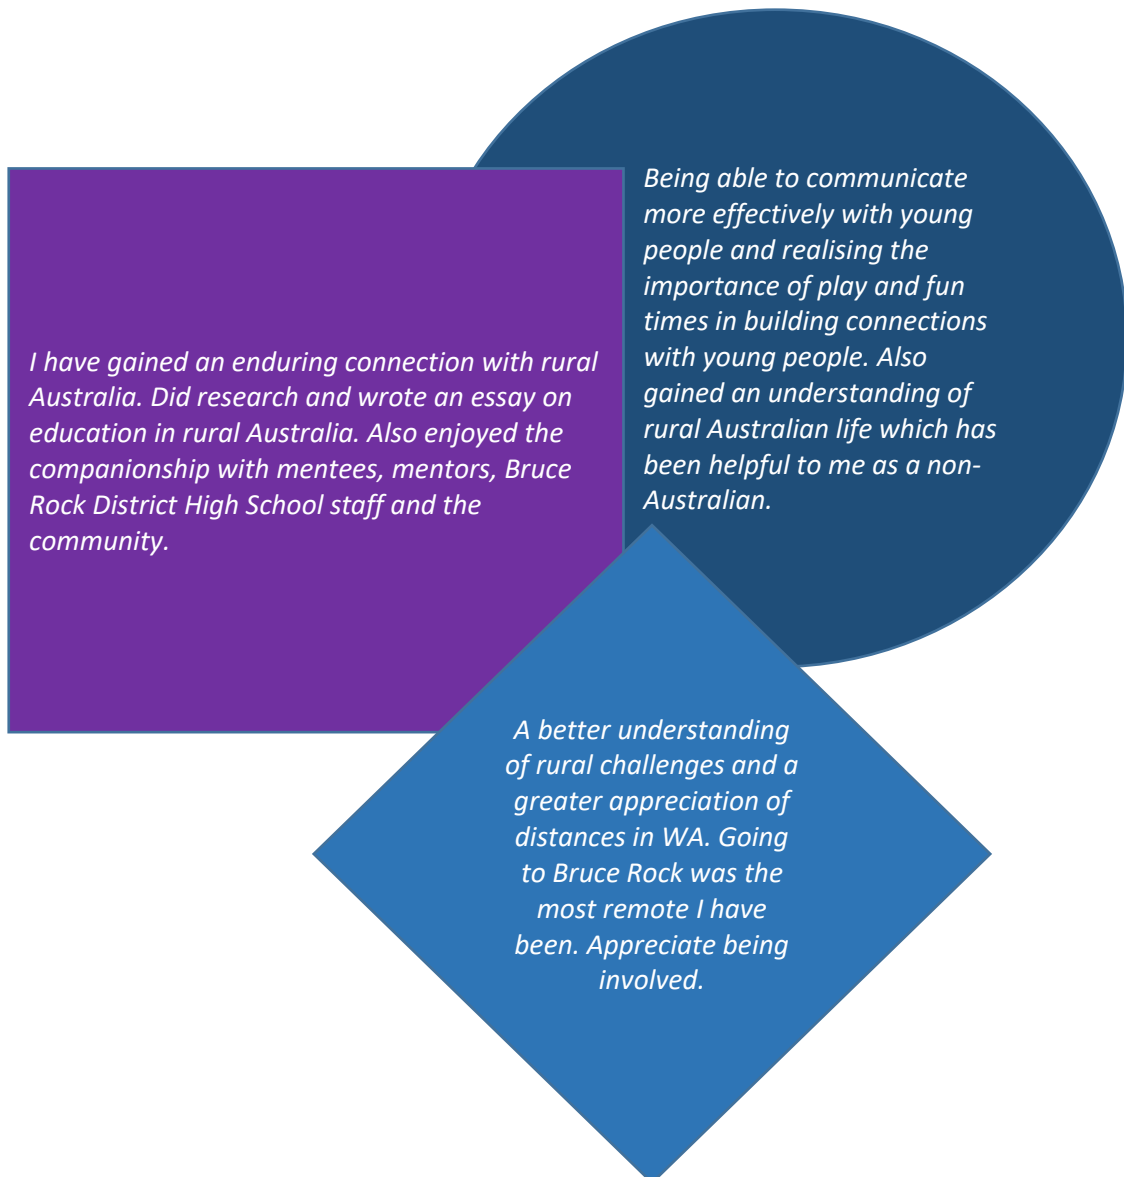 I have gained an enduring connection with rural
Australia. Did research and wrote an essay on
education in rural Australia. Also enjoyed the
companionship with mentees, mentors, Bruce
Rock District High School staff and the
community.
Being able to communicate
more effectively with young
people and realising the
importance of play and fun
times in building connections
with young people. Also
gained an understanding of
rural Australian life which has
been helpful to me as a non-
Australian.
A better understanding
of rural challenges and a
greater appreciation of
distances in WA. Going
to Bruce Rock was the
most remote I have
been. Appreciate being
involved.